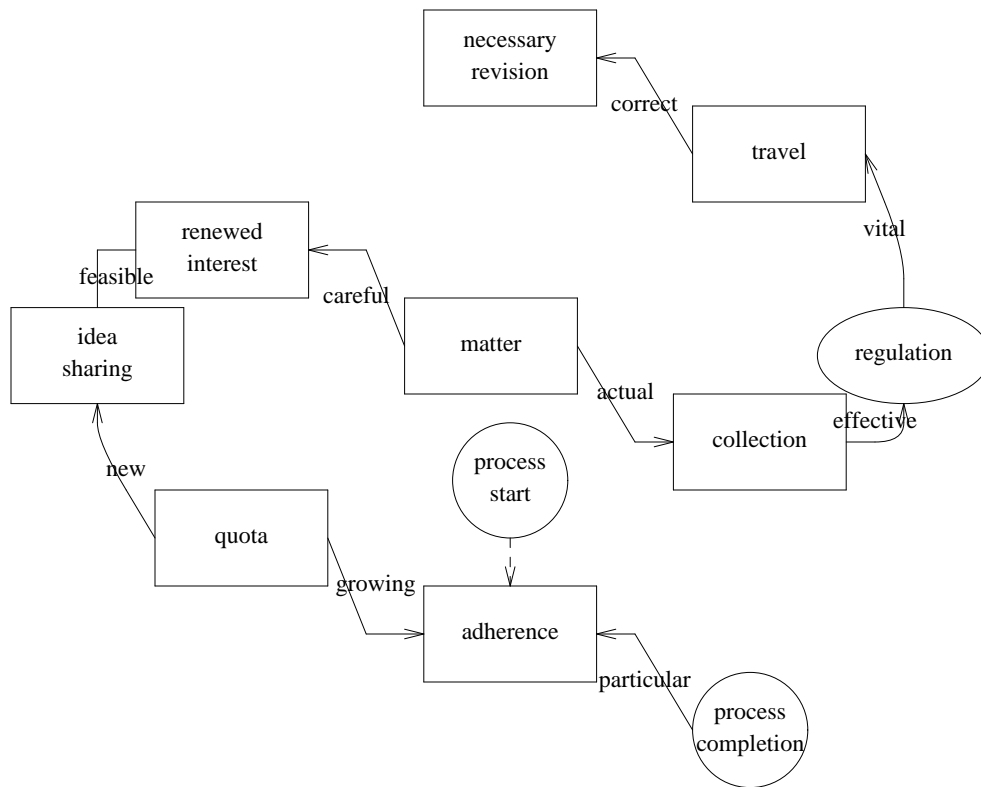 necessary
revision
correct
travel
vital
renewed
interest
feasible
careful
idea
sharing
matter
regulation
actual
effective
collection
process
start
new
quota
growing
adherence
particular
process
completion